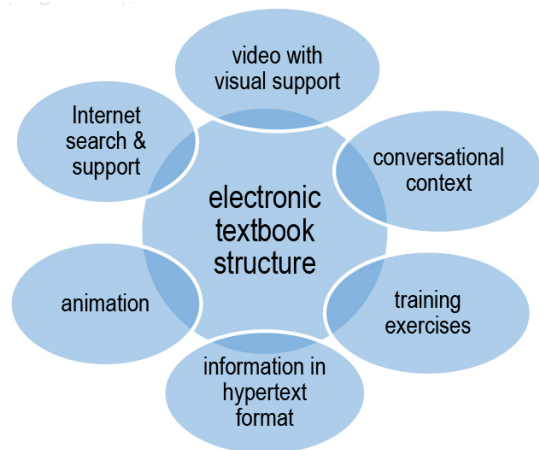 video with
visual support
Internet
search &
support
conversational
context
electronic
textbook
structure
animation
training
exercises
information in
hypertext
format